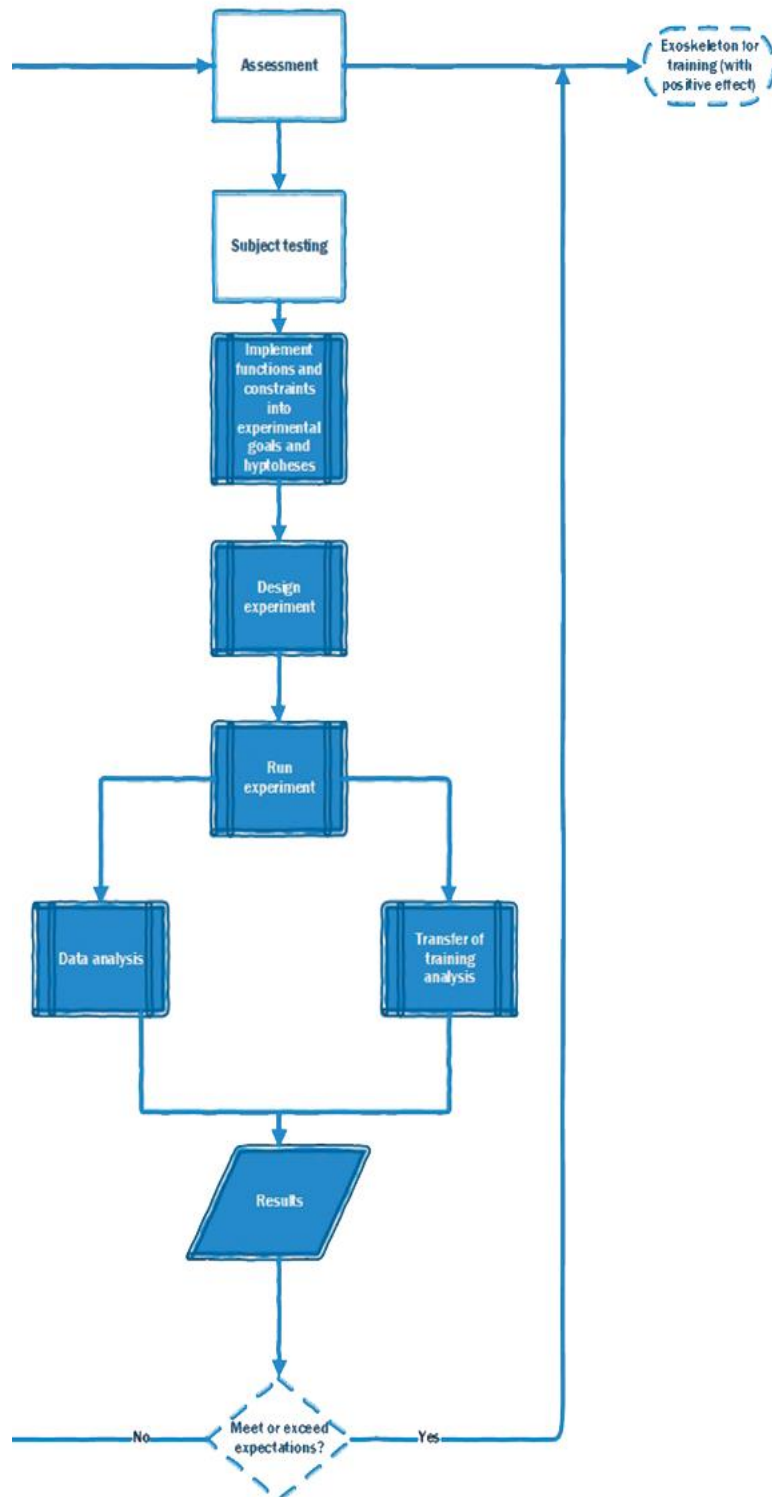 Assessment
Exoskeleton for
training (with
positive effect)
Subject testing
Implement
functions and
constraints
into
experimental
goals and
hyptoheses
Design
experiment
Run
experiment
Data analysis
Transfer of
training
analysis
Results
Meet or exceed
expectations?
No
Yes